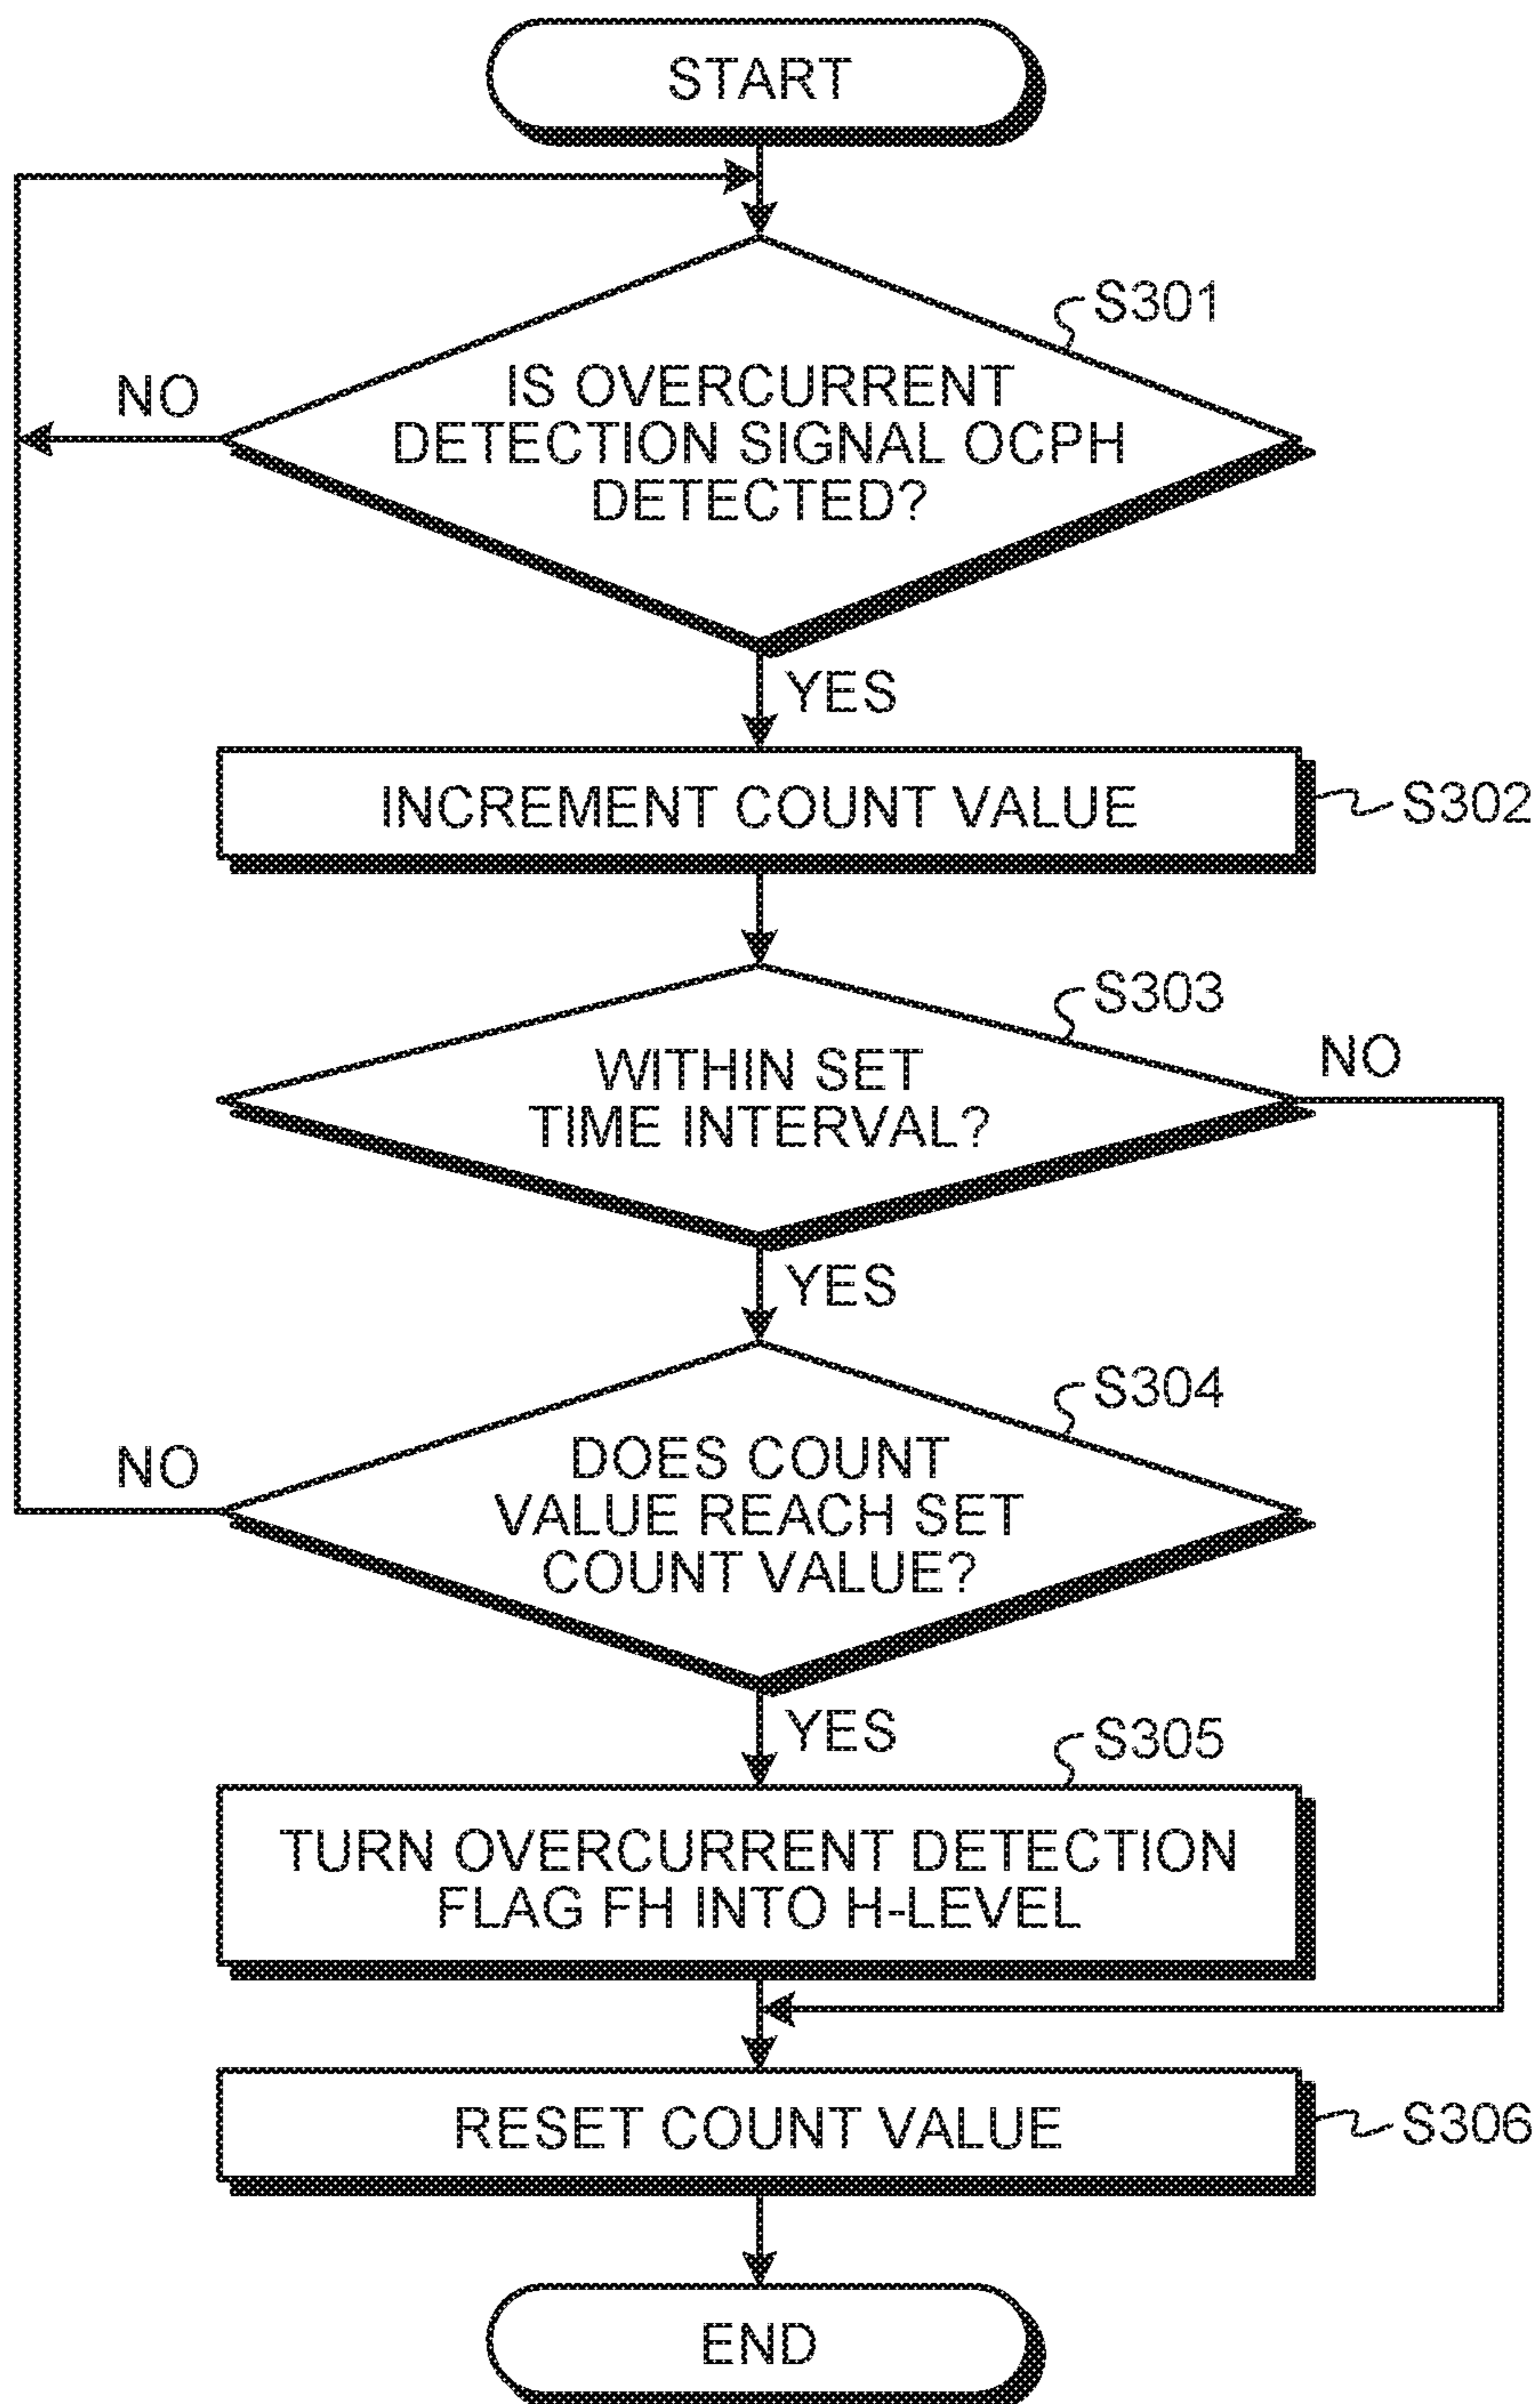 START
S301
IS OVERCURRENT
DETECTION SIGNAL OCPH
DETECTED?
NO
YES
INCREMENT COUNT VALUE
S302
S303
WITHIN SET
TIME INTERVAL?
NO
YES
S304
DOES COUNT
VALUE REACH SET
COUNT VALUE?
NO
YES
S305
TURN OVERCURRENT DETECTION
FLAG FH INTO H-LEVEL
RESET COUNT VALUE
S306
END